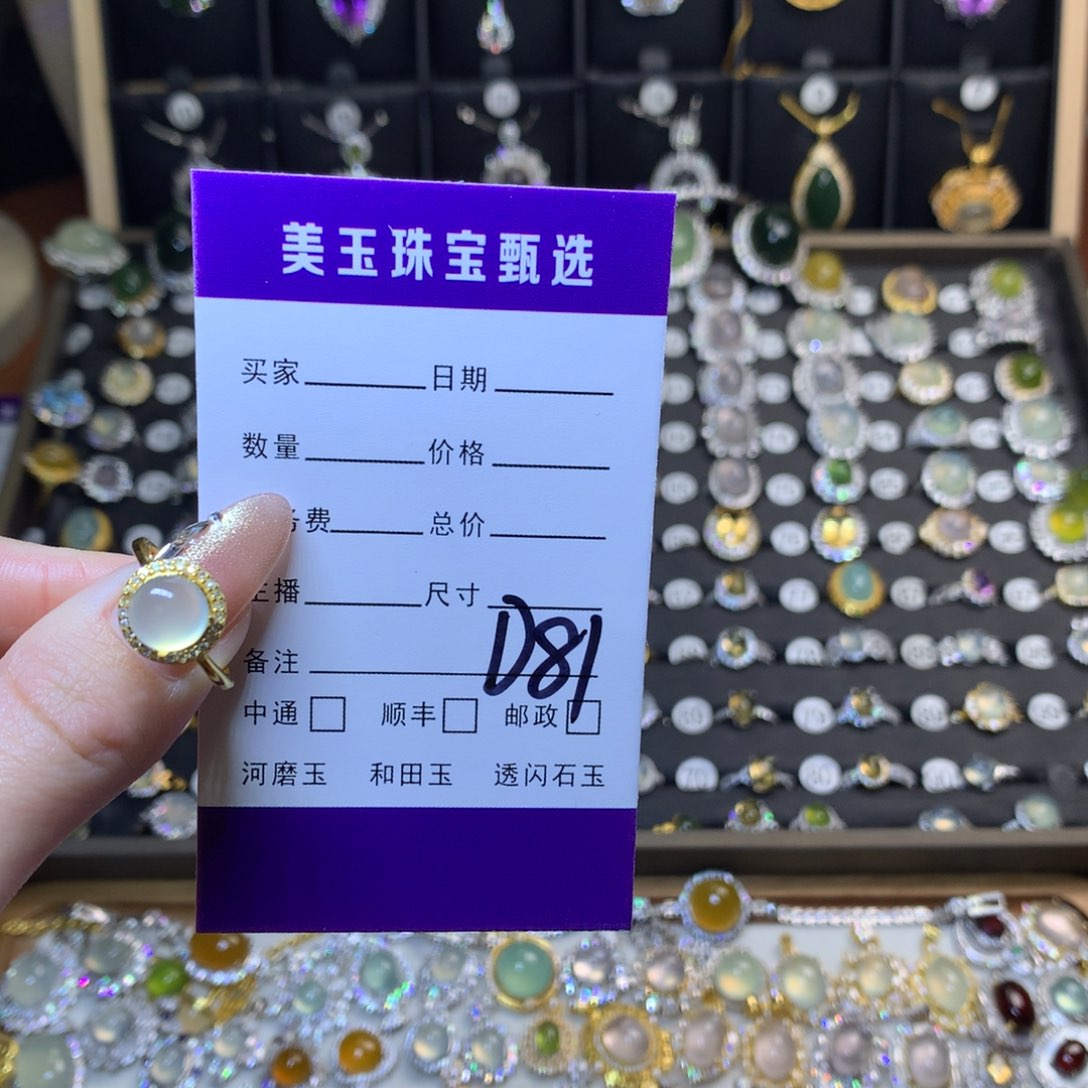 美玉珠宝甄选
买家 日期
数量 价格
费 总价
播 尺寸
D81
备注
中通 顺丰 邮政
河磨玉 和田玉 透闪石玉